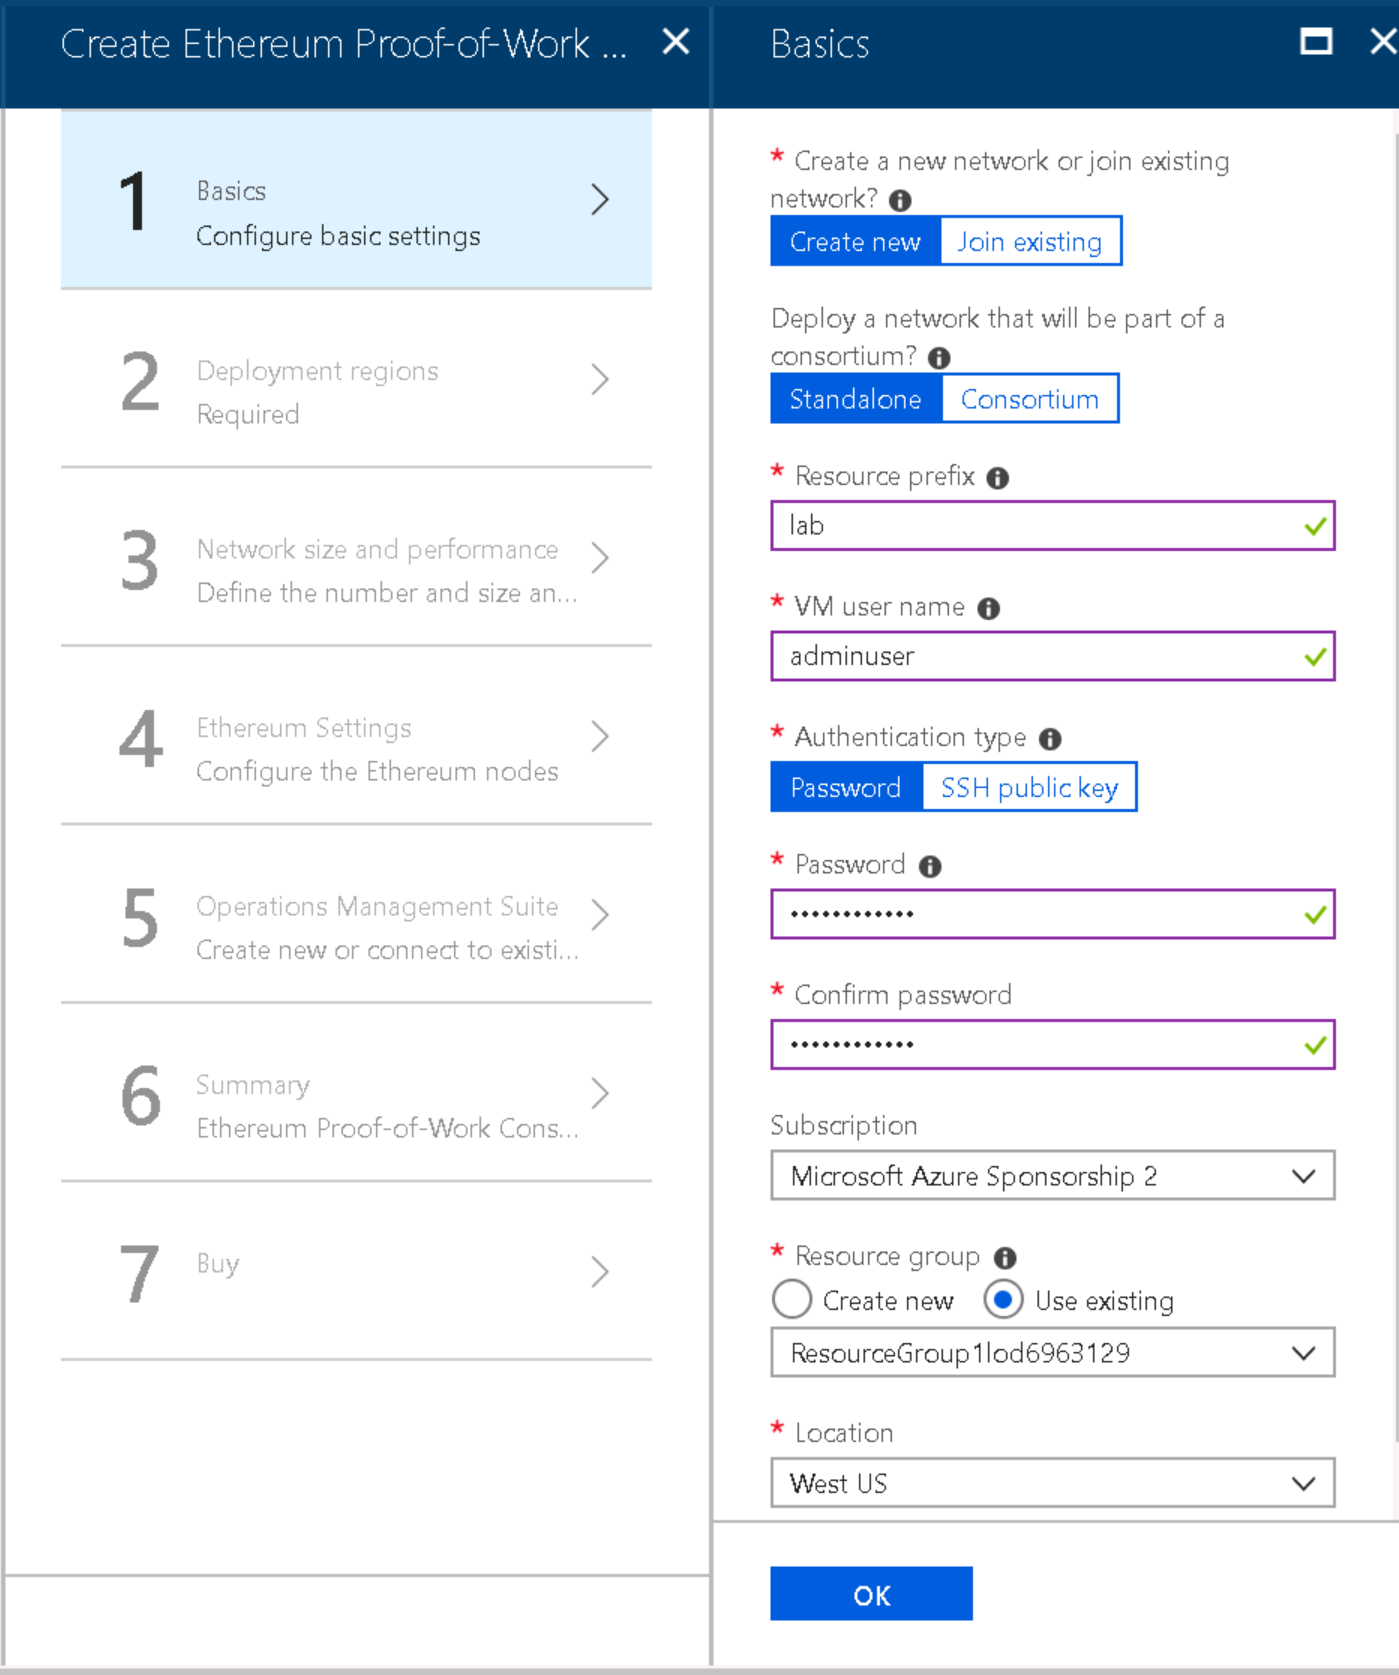 Create Ethereum Proof-of-Work ...
1
Basics
Configure basic settings
2
Deployment regions
Required
3
Network size and performance
Define the number and size an...
4
Ethereum Settings
Configure the Ethereum nodes
5
Operations Management Suite
Create new or connect to existi...
6
Summary
Ethereum Proof-of-Work Cons...
7
Buy
Basics
* Create a new network or join existing
network?
Create new Join existing
Deploy a network that will be part of a
consortium?
Standalone Consortium
* Resource prefix
lab
* VM user name
adminuser
* Authentication type
Password SSH public key
* Password
••••••••••••
* Confirm password
••••••••••••
Subscription
Microsoft Azure Sponsorship 2
* Resource group
Create new Use existing
ResourceGroup1lod6963129
* Location
West US
OK